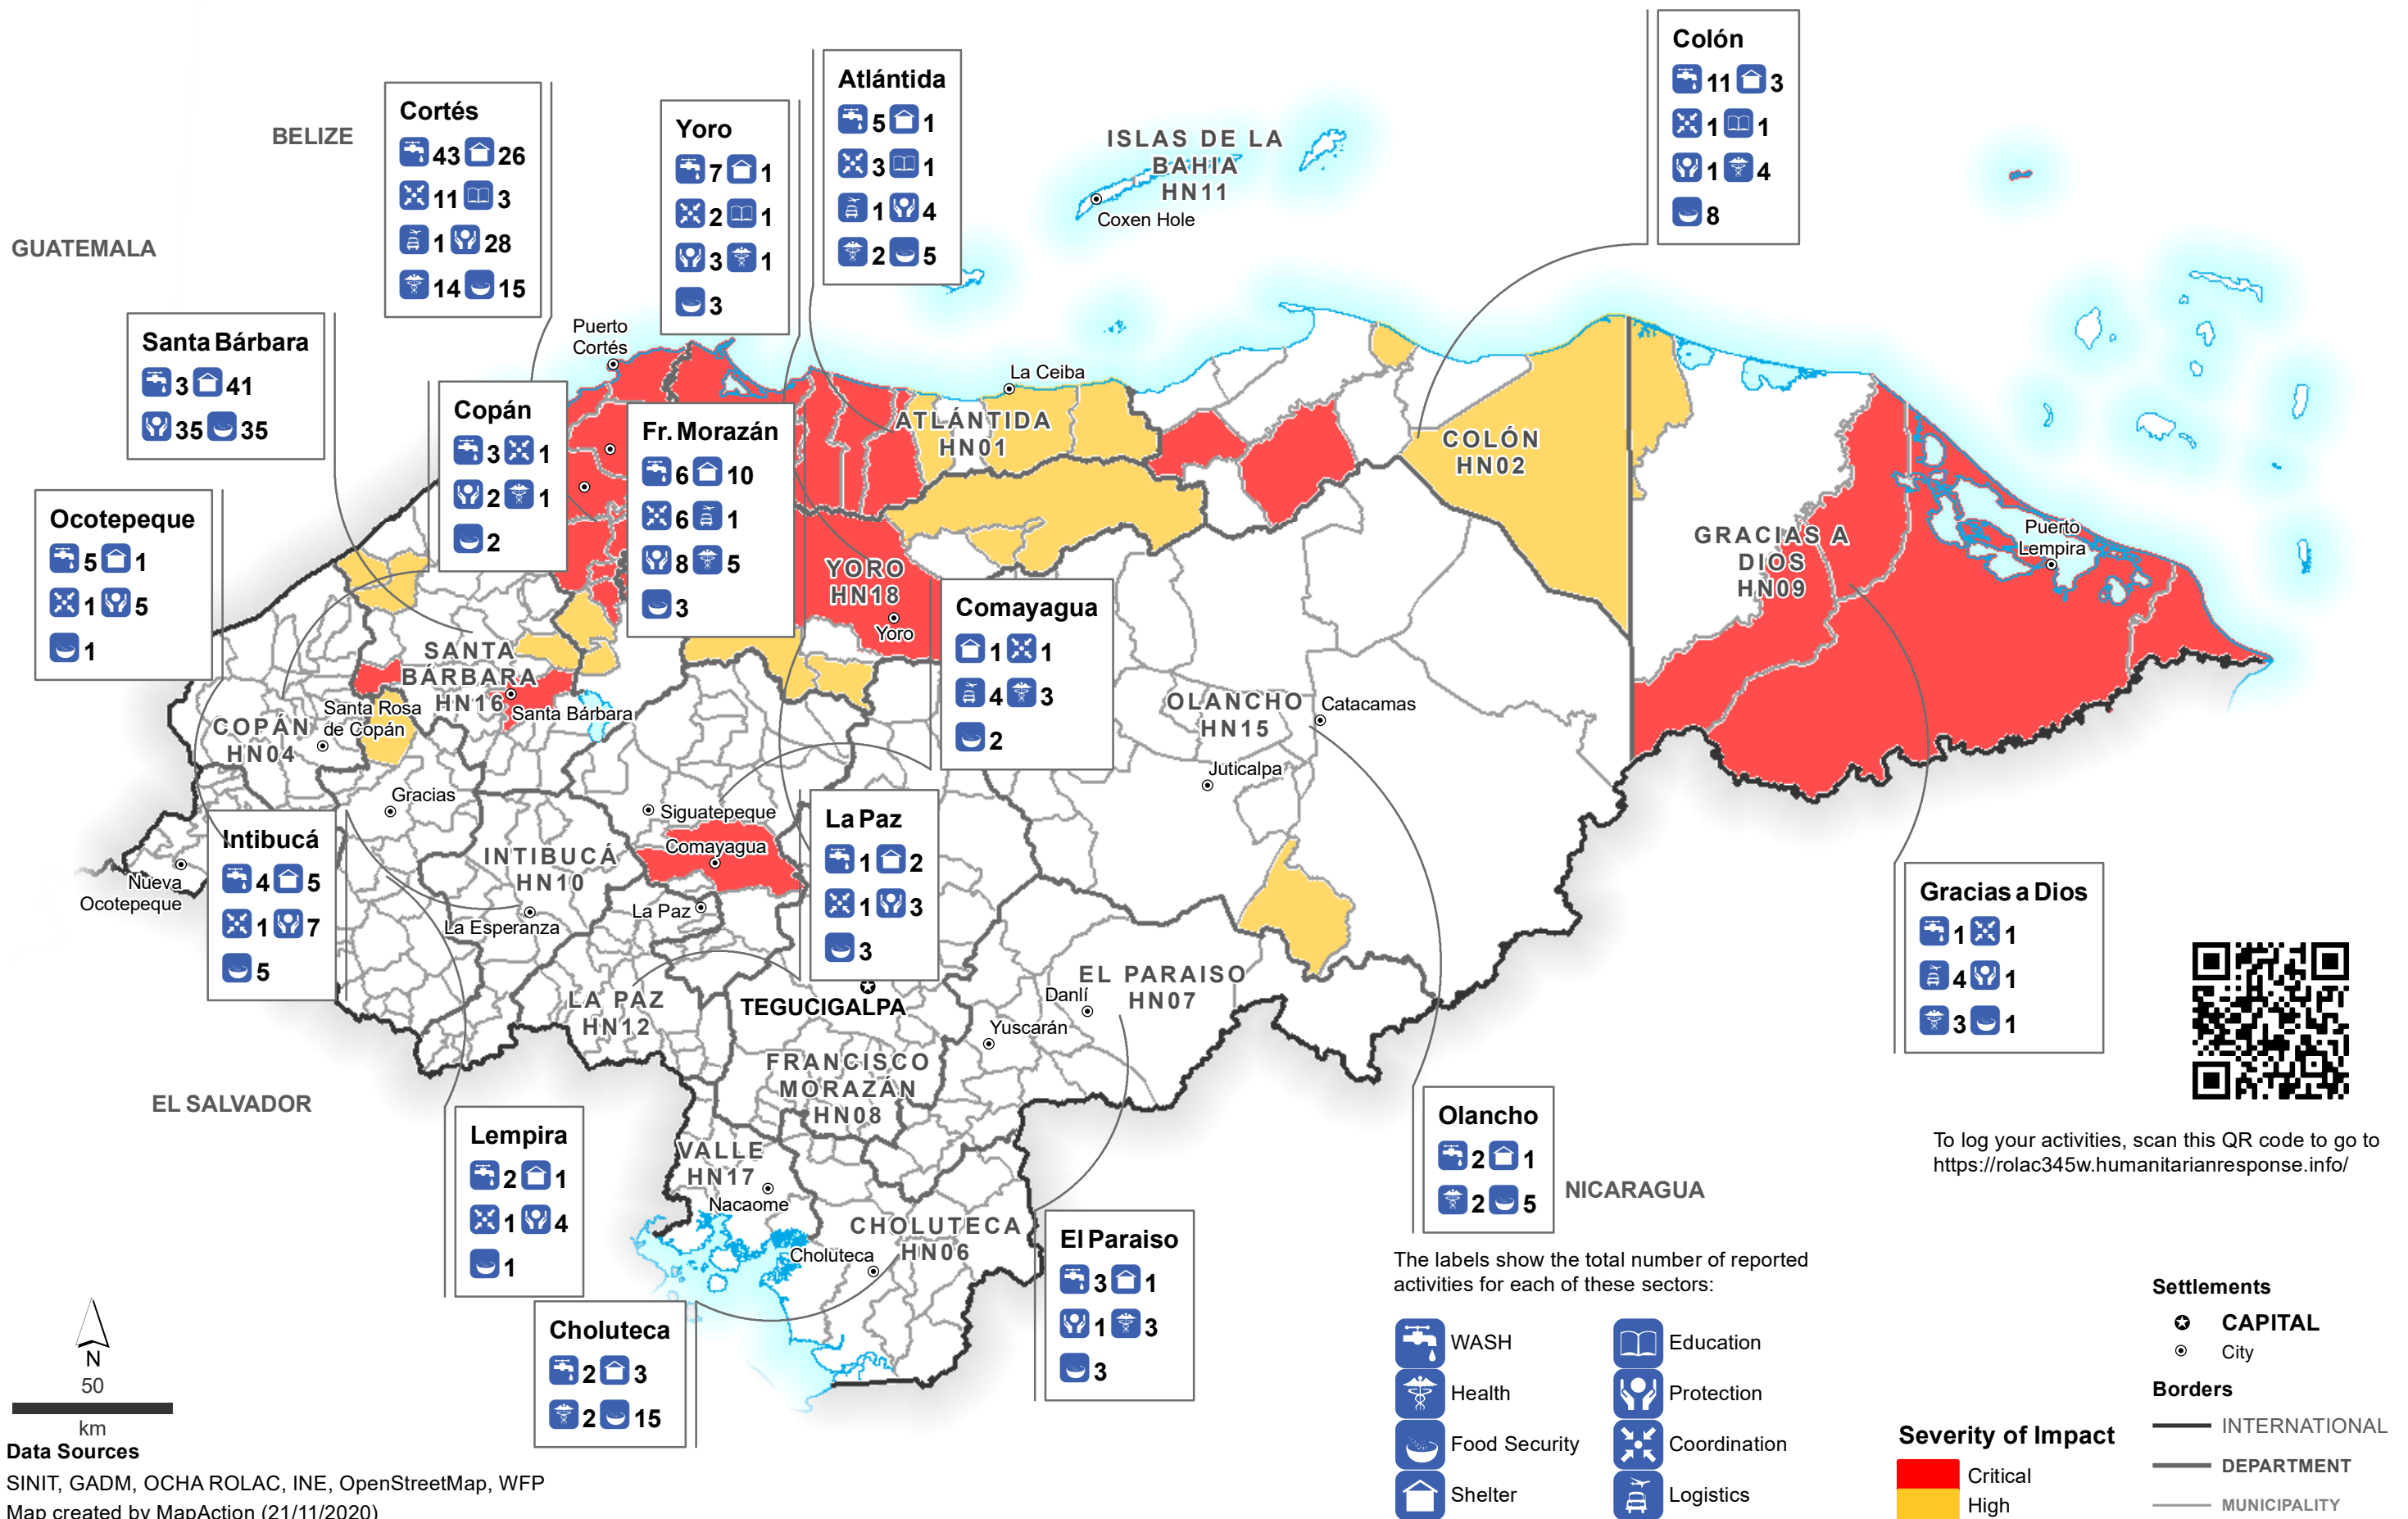 BELIZE
GUATEMALA
EL SALVADOR
NICARAGUA
Cortés
43 26
11 3
1 28
14 15
Yoro
7 1
2 1
3 1
3
Atlántida
5 1
3 1
1 4
2 5
Colón
11 3
1 1
1 4
8
Santa Bárbara
3 41
35 35
Copán
3 1
2 1
2
Fr. Morazán
6 10
6 1
8 5
3
Ocotepeque
5 1
1 5
1
Comayagua
1 1
4 3
2
Intibucá
4 5
1 7
5
La Paz
1 2
1 3
3
Gracias a Dios
1 1
4 1
3 1
Lempira
2 1
1 4
1
Olancho
2 1
2 5
El Paraiso
3 1
1 3
3
Choluteca
2 3
2 15
ISLAS DE LA
BAHIA
HN11
Coxen Hole
Puerto
Cortés
La Ceiba
ATLÁNTIDA
HN01
COLÓN
HN02
GRACIAS A
DIOS
HN09
Puerto
Lempira
YORO
HN18
Yoro
SANTA
BÁRBARA
HN16
Santa Bárbara
Santa Rosa
de Copán
COPÁN
HN04
OLANCHO
HN15
Catacamas
Juticalpa
Gracias
Siguatepeque
Comayagua
INTIBUCÁ
HN10
La Esperanza
La Paz
Nueva
Ocotepeque
LA PAZ
HN12
TEGUCIGALPA
EL PARAISO
HN07
Danlí
Yuscarán
FRANCISCO
MORAZÁN
HN08
VALLE
HN17
Nacaome
CHOLUTECA
HN06
Choluteca
To log your activities, scan this QR code to go to
https://rolac345w.humanitarianresponse.info/
The labels show the total number of reported
activities for each of these sectors:
WASH
Education
Health
Protection
Food Security
Coordination
Shelter
Logistics
Severity of Impact
Critical
High
Settlements
CAPITAL
City
Borders
INTERNATIONAL
DEPARTMENT
MUNICIPALITY
N
50
km
Data Sources
SINIT, GADM, OCHA ROLAC, INE, OpenStreetMap, WFP
Map created by MapAction (21/11/2020)